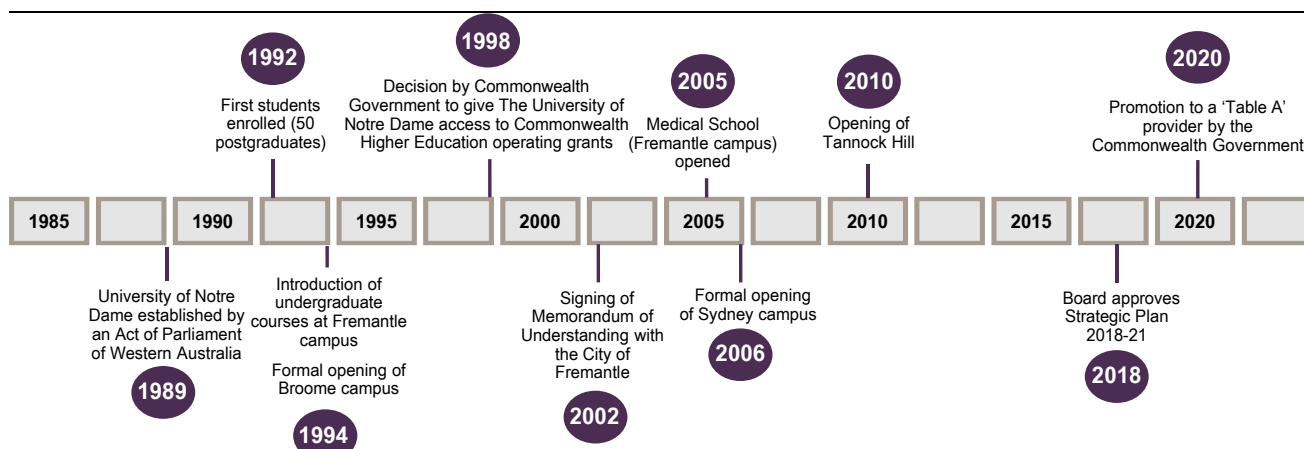 1992
First students
enrolled (50
postgraduates)
1998
Decision by Commonwealth
Government to give The University of
Notre Dame access to Commonwealth
Higher Education operating grants
2005
Medical School
(Fremantle campus)
opened
2010
Opening of
Tannock Hill
2020
Promotion to a ‘Table A’
provider by the
Commonwealth Government
1985
1990
1995
2000
2005
2010
2015
2020
University of Notre
Dame established by
an Act of Parliament
of Western Australia
1989
Introduction of
undergraduate
courses at Fremantle
campus
Formal opening of
Broome campus
1994
Signing of
Memorandum of
Understanding with
the City of
Fremantle
2002
Formal opening
of Sydney campus
2006
Board approves
Strategic Plan
2018-21
2018